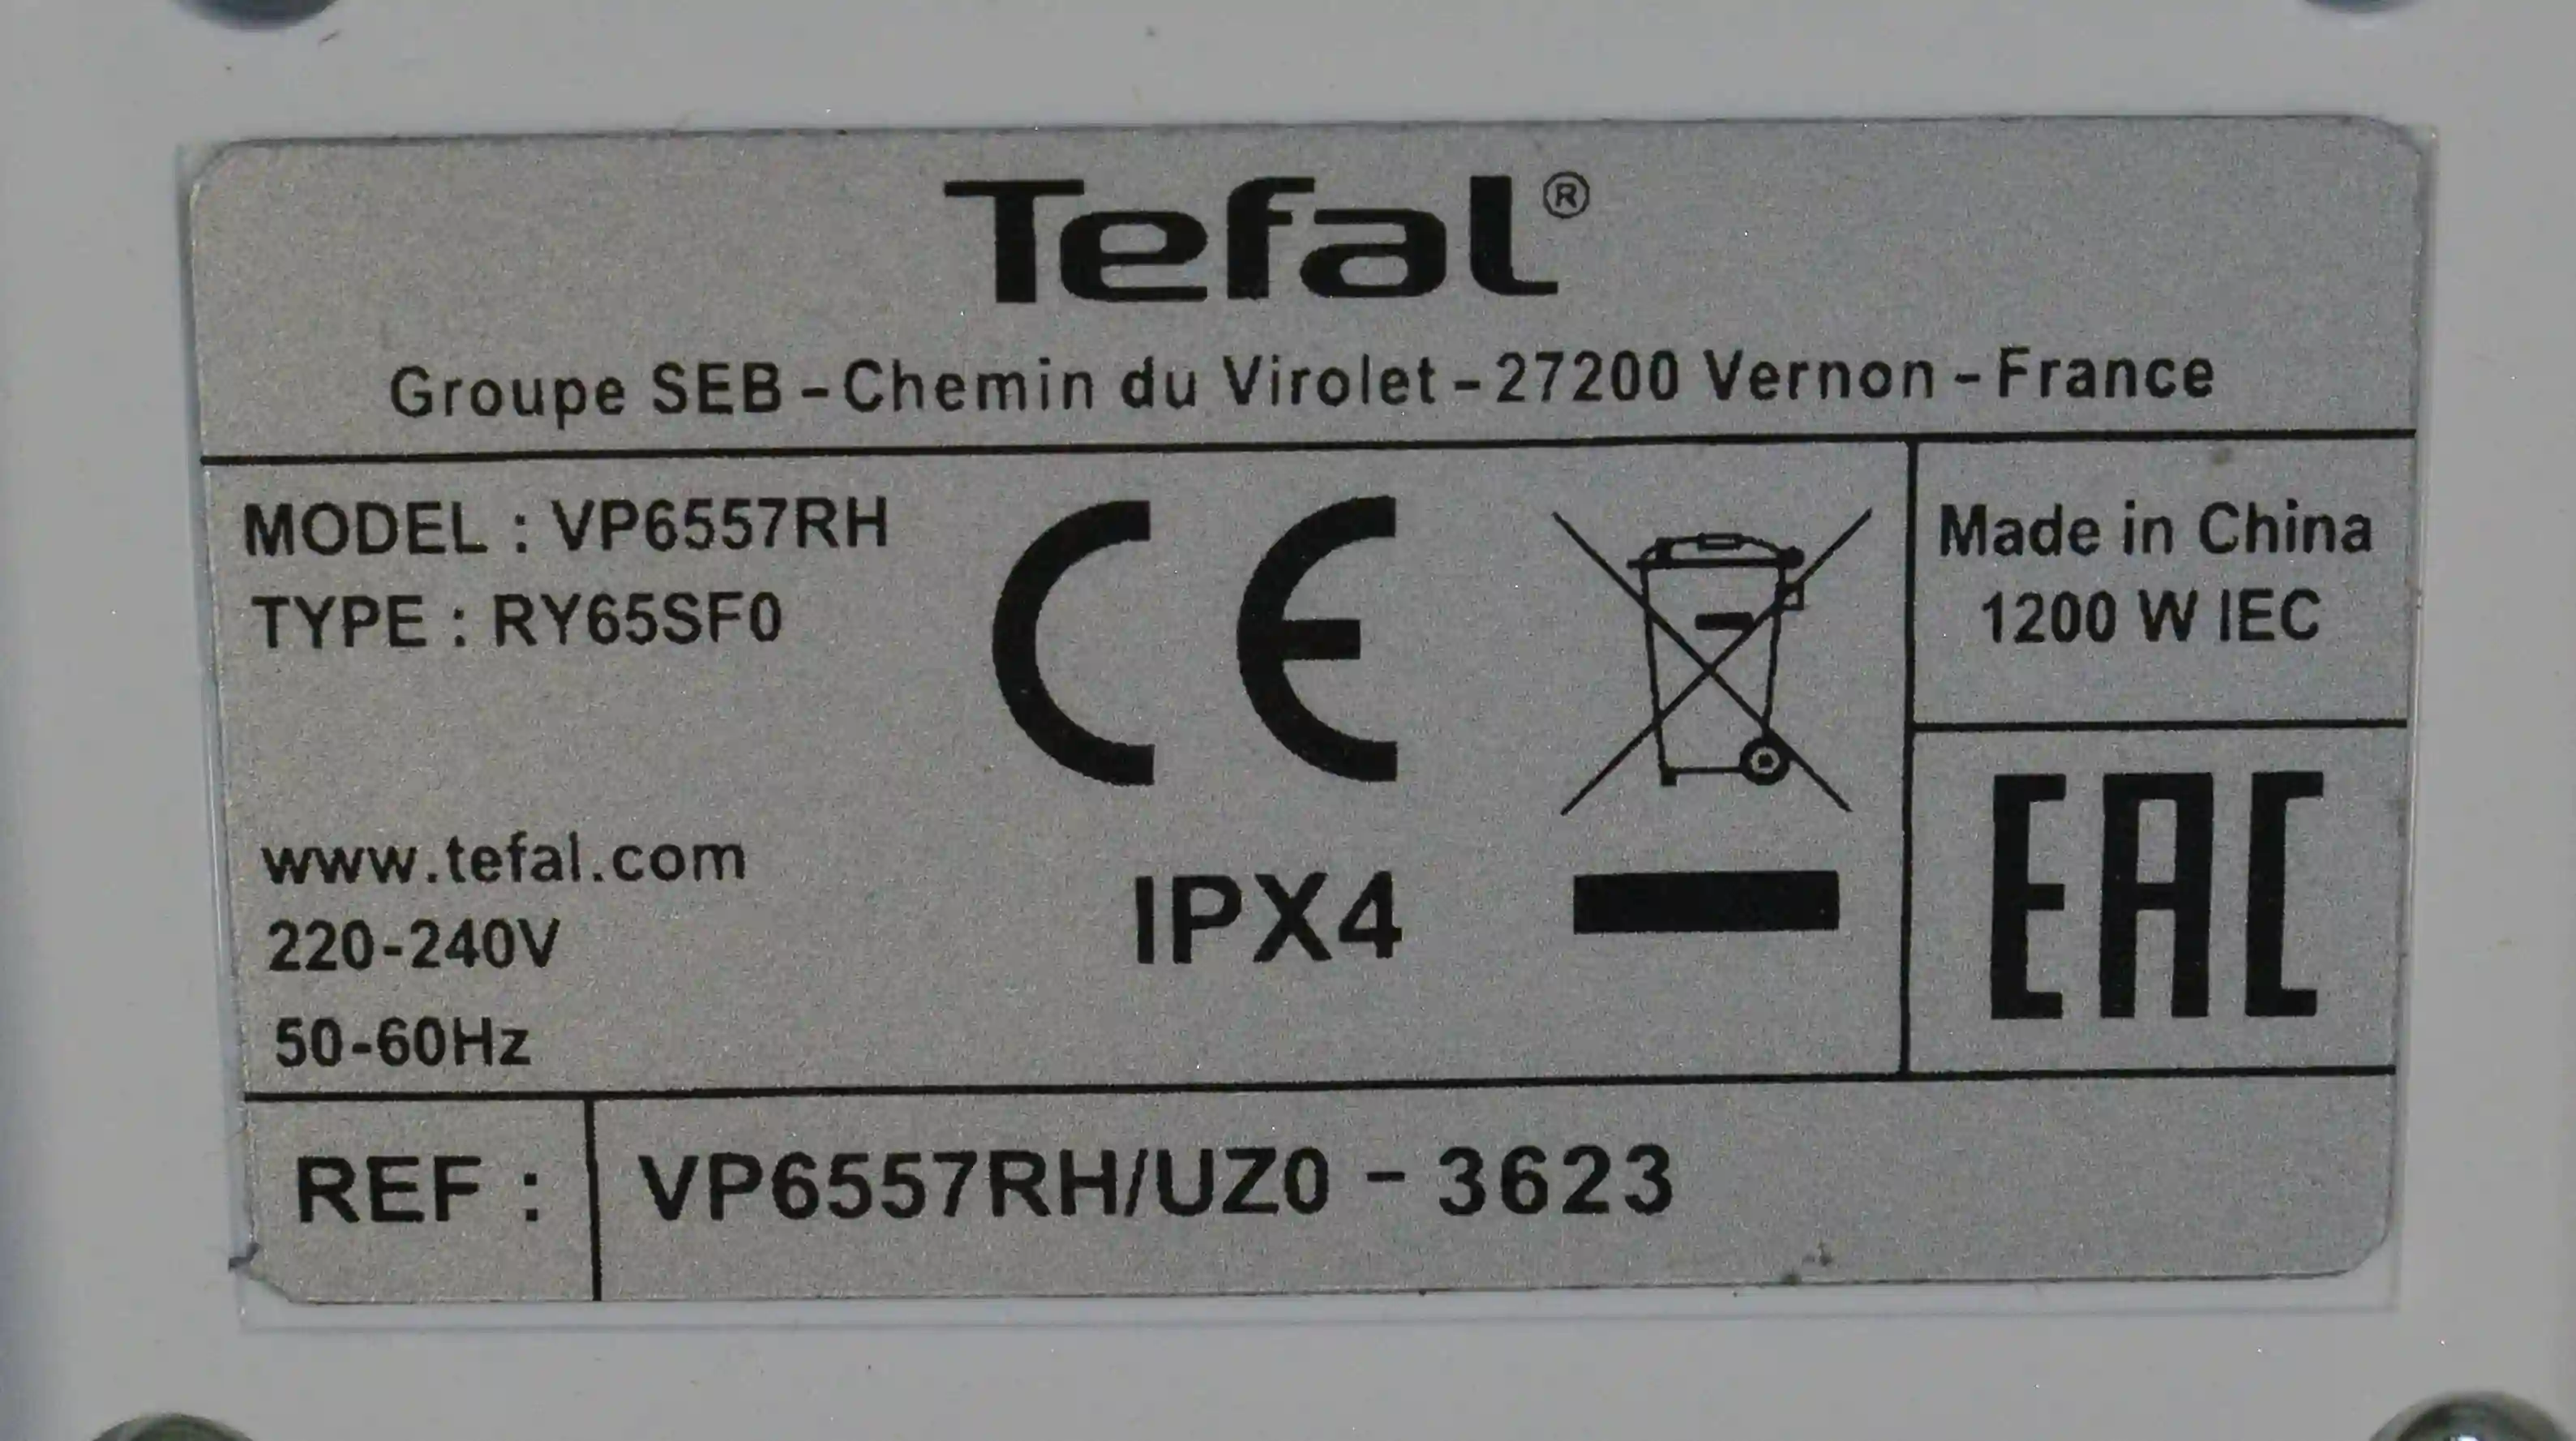 Tefal®
Groupe SEB - Chemin du Virolet - 27200 Vernon - France
MODEL : VP6557RH
TYPE : RY65SF0
www.tefal.com
220-240V
50-60Hz
CE
IPX4
Made in China
1200 W IEC
EAC
REF : VP6557RH/UZ0 - 3623